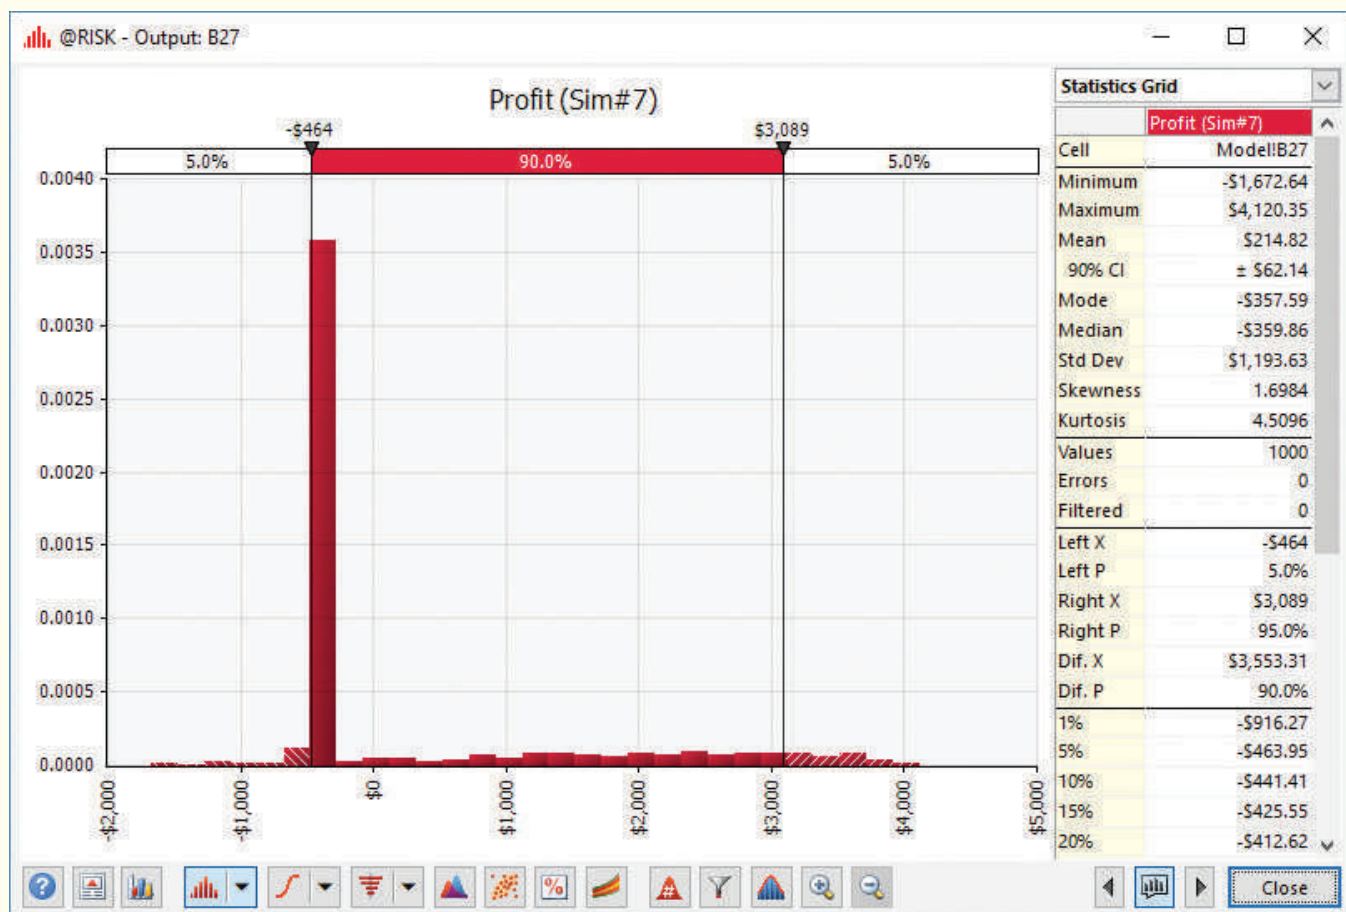 @RISK - Output: B27
Profit (Sim#7)
-$464 $3,089
5.0% 90.0% 5.0%
0.0040
0.0035
0.0030
0.0025
0.0020
0.0015
0.0010
0.0005
0.0000
-$2,000 -$1,000 $0 $1,000 $2,000 $3,000 $4,000 $5,000
Statistics Grid
Profit (Sim#7)
Cell Model!B27
Minimum -$1,672.64
Maximum $4,120.35
Mean $214.82
90% CI ± $62.14
Mode -$357.59
Median -$359.86
Std Dev $1,193.63
Skewness 1.6984
Kurtosis 4.5096
Values 1000
Errors 0
Filtered 0
Left X -$464
Left P 5.0%
Right X $3,089
Right P 95.0%
Dif. X $3,553.31
Dif. P 90.0%
1% -$916.27
5% -$463.95
10% -$441.41
15% -$425.55
20% -$412.62
Close